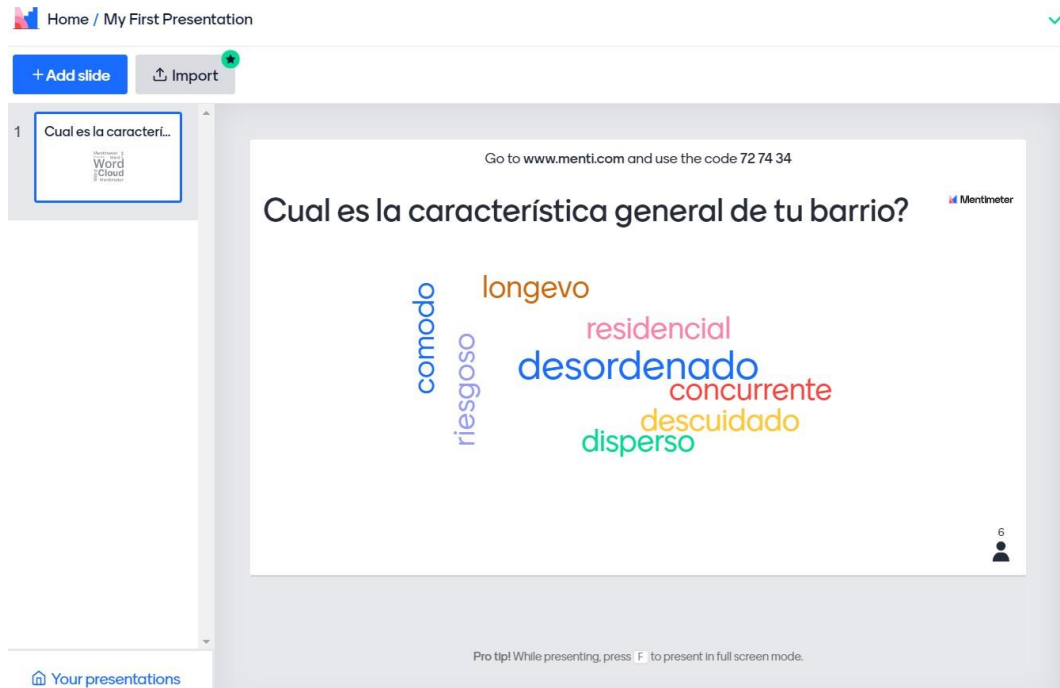 Home / My First Presentation
+ Add slide
Import
1
Cual es la caracterí...
Word
Cloud
Go to www.menti.com and use the code 72 74 34
Cual es la característica general de tu barrio?
Mentimeter
longevo
comodo
residencial
riesgoso
desordenado
concurrente
descuidado
disperso
6
Pro tip! While presenting, press F to present in full screen mode.
Your presentations